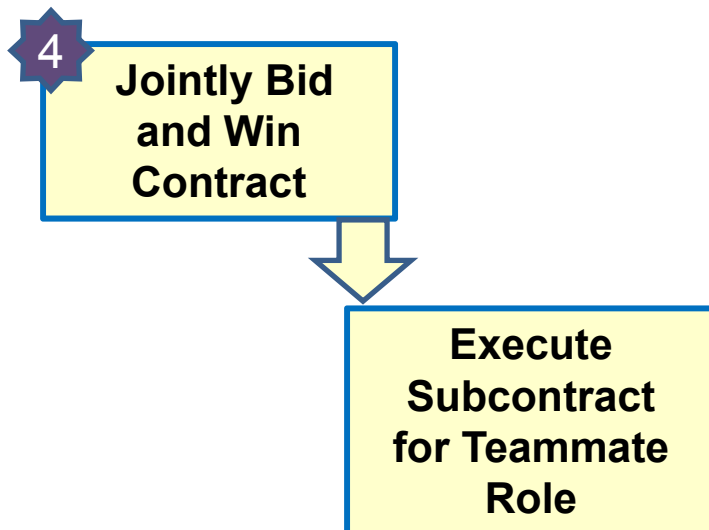 4
Jointly Bid
and Win
Contract
Execute
Subcontract
for Teammate
Role